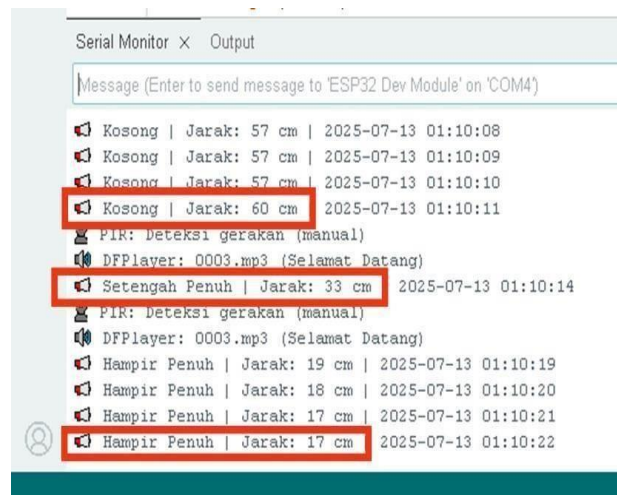 Serial Monitor × Output
Message (Enter to send message to 'ESP32 Dev Module' on 'COM4')
Kosong | Jarak: 57 cm | 2025-07-13 01:10:08
Kosong | Jarak: 57 cm | 2025-07-13 01:10:09
Kosong | Jarak: 57 cm | 2025-07-13 01:10:10
Kosong | Jarak: 60 cm | 2025-07-13 01:10:11
PIR: Deteksi gerakan (manual)
DFPlayer: 0003.mp3 (Selamat Datang)
Setengah Penuh | Jarak: 33 cm 2025-07-13 01:10:14
PIR: Deteksi gerakan (manual)
DFPlayer: 0003.mp3 (Selamat Datang)
Hampir Penuh | Jarak: 19 cm | 2025-07-13 01:10:19
Hampir Penuh | Jarak: 18 cm | 2025-07-13 01:10:20
Hampir Penuh | Jarak: 17 cm | 2025-07-13 01:10:21
Hampir Penuh | Jarak: 17 cm | 2025-07-13 01:10:22